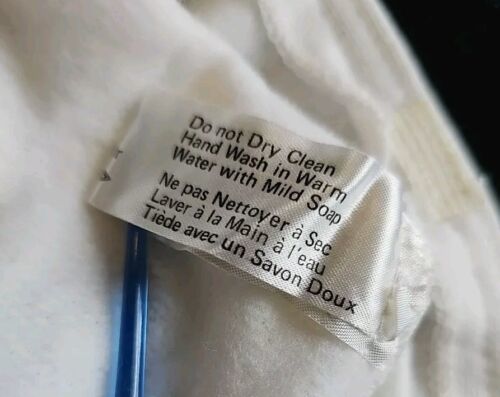 Do not Dry Clean
Hand Wash in Warm
Water with Mild Soap
Ne pas Nettoyer à Sec
Laver à la Main à l'eau
Tiède avec un Savon Doux